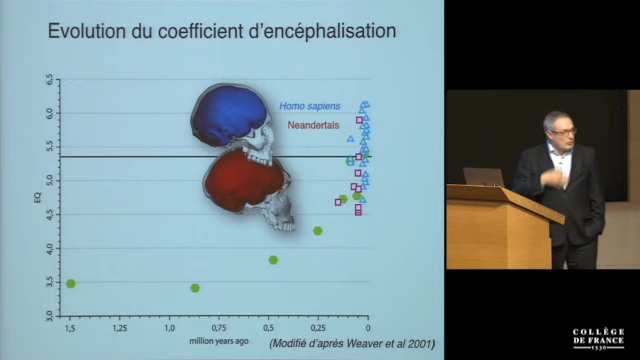 Evolution du coefficient d'encéphalisation
6,5
6,0
5,5
5,0
4,5
4,0
3,5
3,0
EQ
Homo sapiens
Neandertals
1,5
1,25
1,0
0,75
0,5
0,25
0
million years ago
(Modifié d'après Weaver et al 2001)
COLLÈGE
DE FRANCE
1530